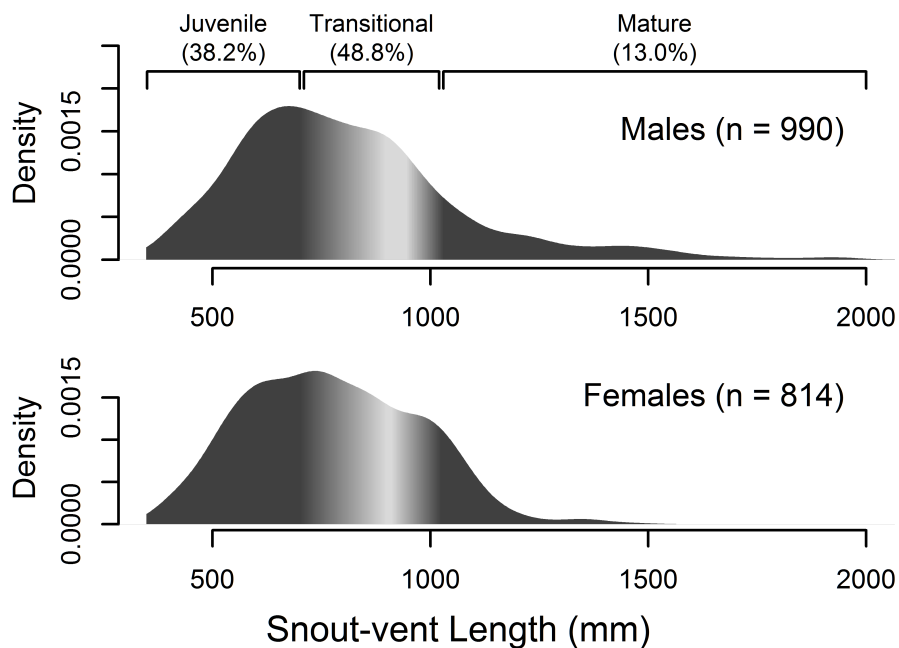 Juvenile Transitional Mature
(38.2%) (48.8%) (13.0%)
Males (n = 990)
Density
0.0015
0.0000
500 1000 1500 2000
Females (n = 814)
Density
0.0015
0.0000
500 1000 1500 2000
Snout-vent Length (mm)